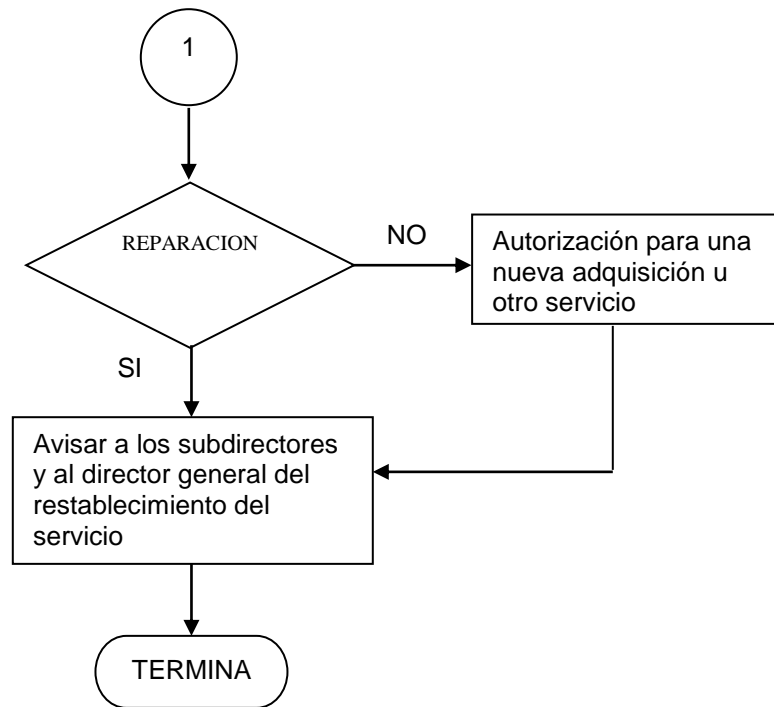 1
REPARACION
NO
Autorización para una
nueva adquisición u
otro servicio
SI
Avisar a los subdirectores
y al director general del
restablecimiento del
servicio
TERMINA